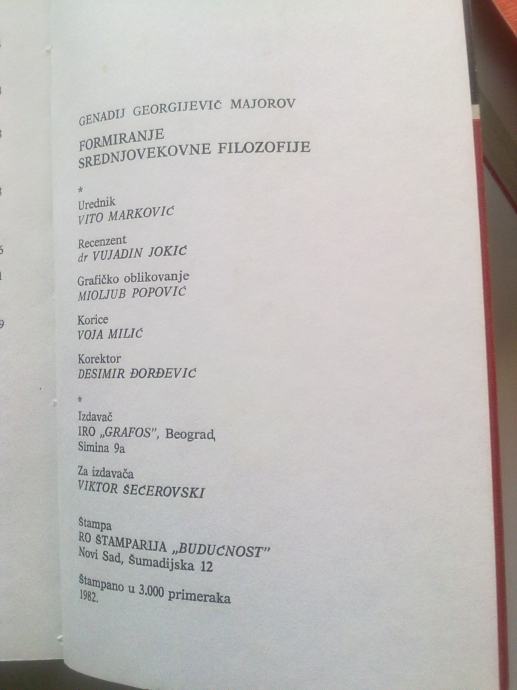 GENADIJ GEORGIJEVIĆ MAJOROV
FORMIRANJE
SREDNJOVEKOVNE FILOZOFIJE
*
Urednik
VITO MARKOVIĆ
Recenzent
dr VUJADIN JOKIĆ
Grafičko oblikovanje
MIOLJUB POPOVIĆ
Korice
VOJA MILIĆ
Korektor
DESIMIR ĐORĐEVIĆ
*
Izdavač
IRO „GRAFOS”, Beograd,
Simina 9a
Za izdavača
VIKTOR ŠEĆEROVSKI
Štampa
RO ŠTAMPARIJA „BUDUĆNOST”
Novi Sad, Šumadijska 12
Štampano u 3.000 primeraka
1982.